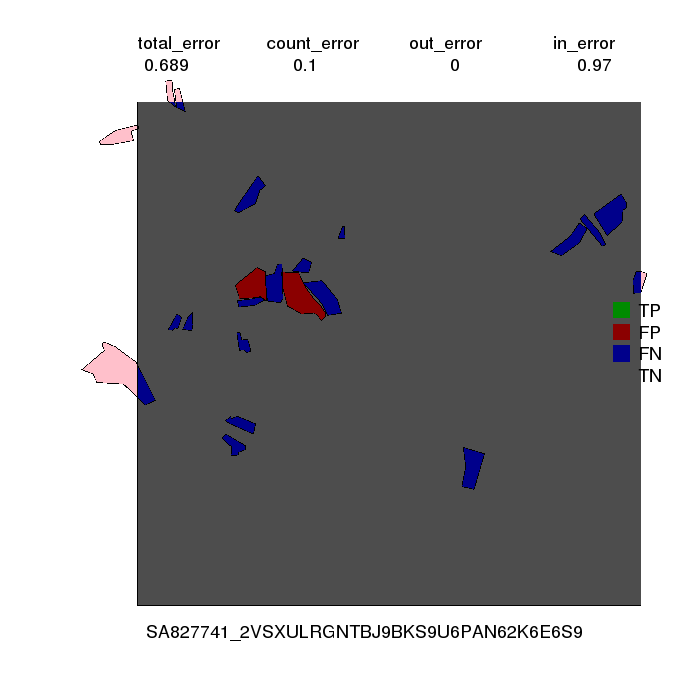 total_error count_error out_error in_error
0.689 0.1 0 0.97
TP
FP
FN
TN
SA827741_2VSXULRGNTBJ9BKS9U6PAN62K6E6S9